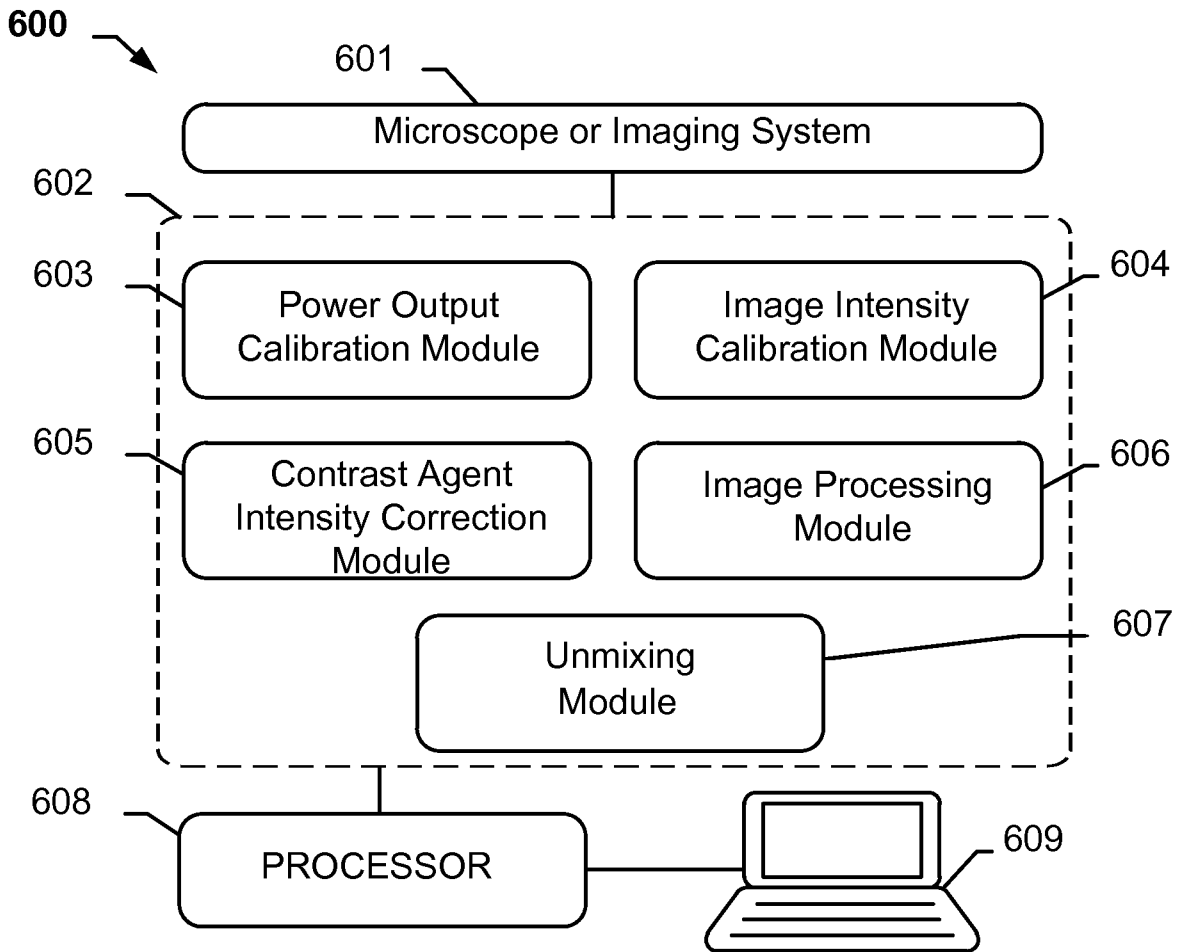 600
601
Microscope or Imaging System
602
603
Power Output
Calibration Module
604
Image Intensity
Calibration Module
605
Contrast Agent
Intensity Correction
Module
606
Image Processing
Module
607
Unmixing
Module
608
PROCESSOR
609